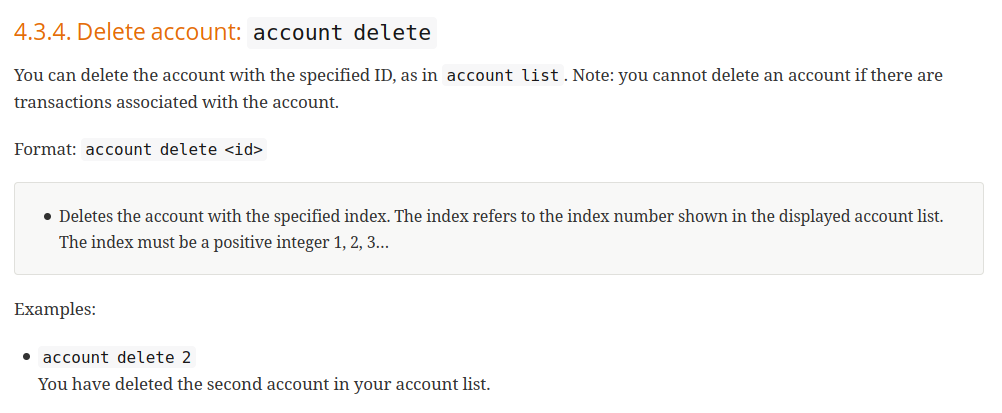 4.3.4. Delete account: account delete
You can delete the account with the specified ID, as in account list. Note: you cannot delete an account if there are
transactions associated with the account.
Format: account delete <id>
• Deletes the account with the specified index. The index refers to the index number shown in the displayed account list.
The index must be a positive integer 1, 2, 3…
Examples:
• account delete 2
You have deleted the second account in your account list.